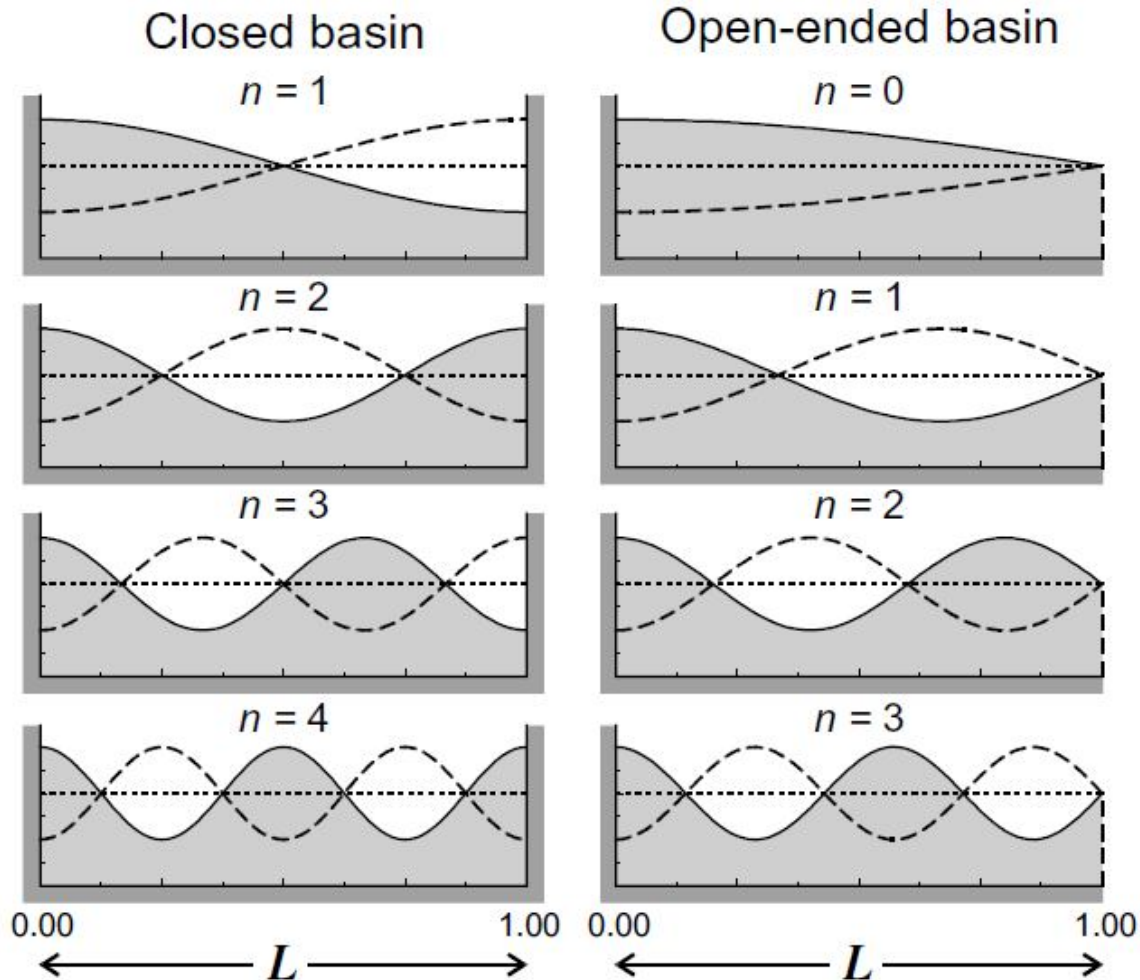 Closed basin
Open-ended basin
n = 1
n = 0
n = 2
n = 1
n = 3
n = 2
n = 4
n = 3
0.00 1.00
0.00 1.00
L
L